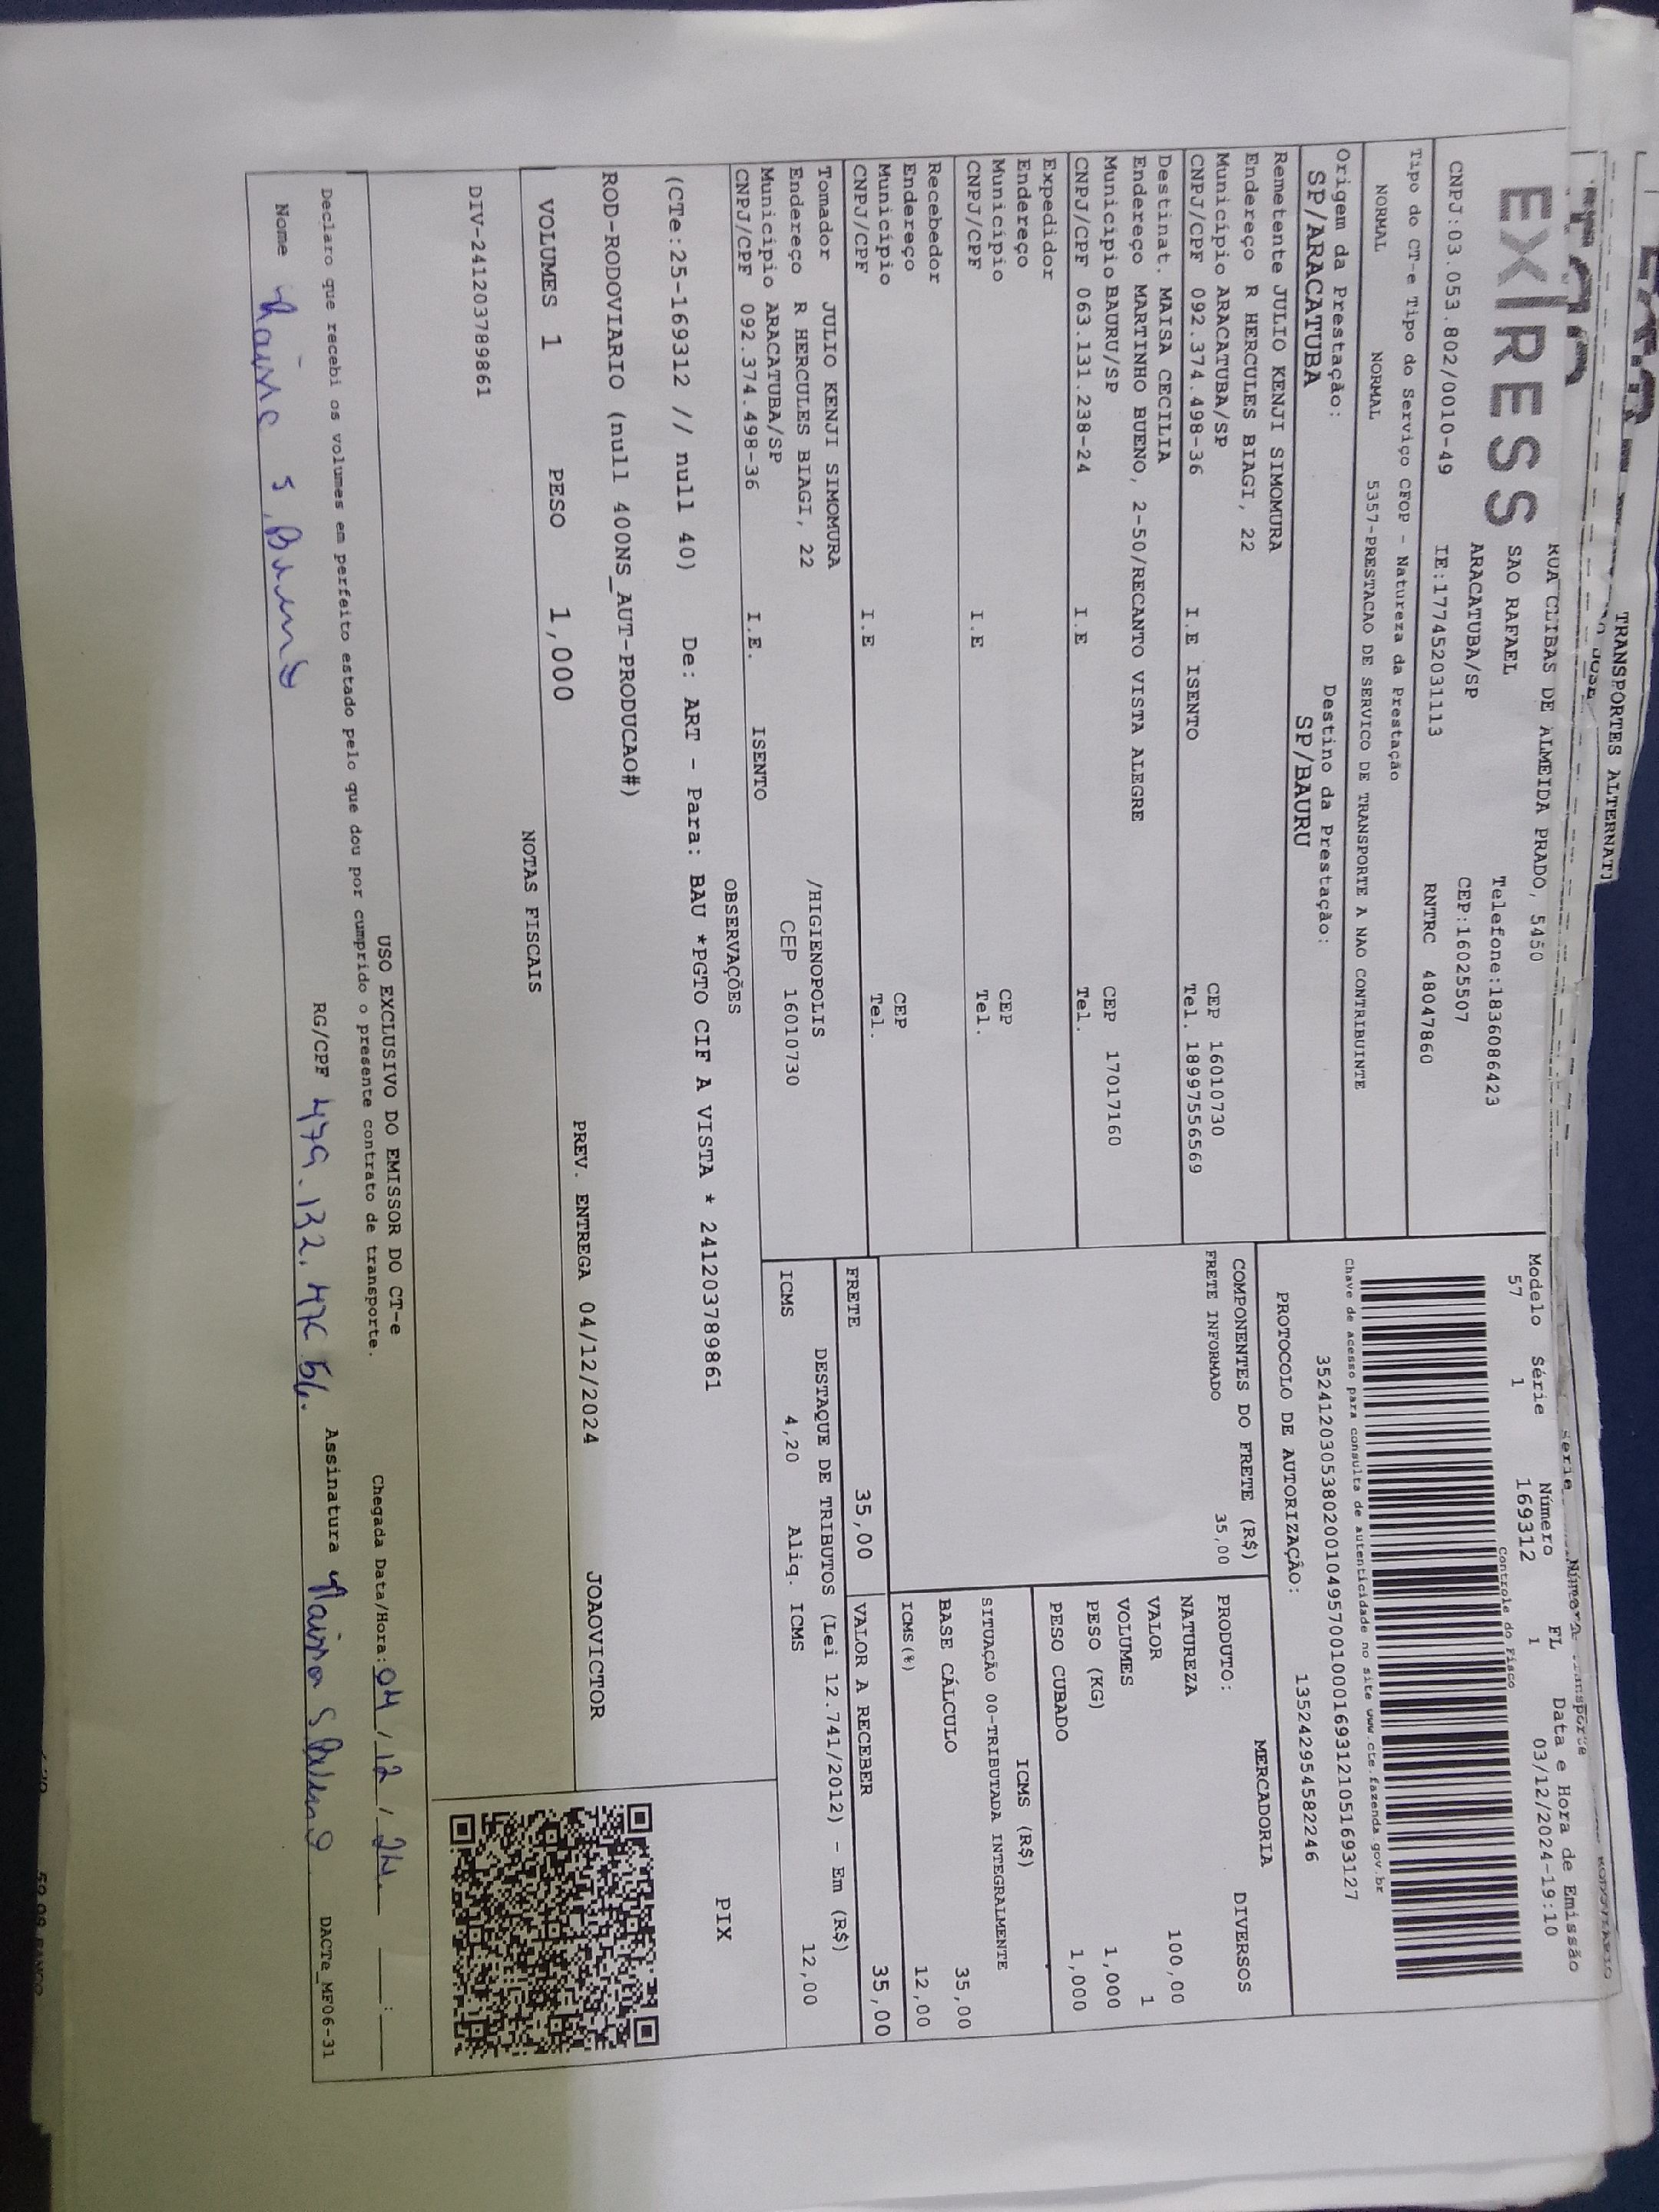 TRANSPORTES ALTERNATI
EX|RESS
RUA CLIBAS DE ALMEIDA PRADO, 5450
SAO RAFAEL Telefone:1836086423
ARACATUBA/SP CEP:16025507
CNPJ:03.053.802/0010-49 IE:177452031113 RNTRC 48047860
Modelo Série Número FL Data e Hora de Emissão
57 1 169312 1 03/12/2024-19:10
Controle do Fisco
Chave de acesso para consulta de autenticidade no site www.cte.fazenda.gov.br
35241203053802001049570010001693121051693127
PROTOCOLO DE AUTORIZAÇÃO: 135242954582246
Tipo do CT-e Tipo do Serviço CFOP - Natureza da Prestação
NORMAL NORMAL 5357-PRESTACAO DE SERVICO DE TRANSPORTE A NAO CONTRIBUINTE
Origem da Prestação: Destino da Prestação:
SP/ARACATUBA SP/BAURU
Remetente JULIO KENJI SIMOMURA
Endereço R HERCULES BIAGI, 22 CEP 16010730
Município ARACATUBA/SP Tel. 18997556569
CNPJ/CPF 092.374.498-36 I.E ISENTO
Destinat. MAISA CECILIA
Endereço MARTINHO BUENO, 2-50/RECANTO VISTA ALEGRE
Município BAURU/SP CEP 17017160
CNPJ/CPF 063.131.238-24 I.E Tel.
Expedidor
Endereço
Município CEP
CNPJ/CPF I.E Tel.
Recebedor
Endereço
Município CEP
CNPJ/CPF I.E Tel.
Tomador JULIO KENJI SIMOMURA
Endereço R HERCULES BIAGI, 22 /HIGIENOPOLIS
Município ARACATUBA/SP CEP 16010730
CNPJ/CPF 092.374.498-36 I.E. ISENTO
COMPONENTES DO FRETE (R$)
FRETE INFORMADO 35,00
MERCADORIA
PRODUTO: DIVERSOS
NATUREZA
VALOR 100,00
VOLUMES 1
PESO (KG) 1,000
PESO CUBADO 1,000
ICMS (R$)
SITUAÇÃO 00-TRIBUTADA INTEGRALMENTE
BASE CÁLCULO 35,00
ICMS(%) 12,00
FRETE 35,00 VALOR A RECEBER 35,00
DESTAQUE DE TRIBUTOS (Lei 12.741/2012) - Em (R$)
ICMS 4,20 Aliq. ICMS 12,00
OBSERVAÇÕES
(CTe:25-169312 // null 40) De: ART - Para: BAU *PGTO CIF A VISTA * 241203789861
PIX
ROD-RODOVIARIO (null 400NS_AUT-PRODUCAO#)
VOLUMES 1 PESO 1,000 PREV. ENTREGA 04/12/2024 JOAOVICTOR
NOTAS FISCAIS
DIV-241203789861
USO EXCLUSIVO DO EMISSOR DO CT-e
Declaro que recebi os volumes em perfeito estado pelo que dou por cumprido o presente contrato de transporte. Chegada Data/Hora: 04/12/24 :
Nome S. RG/CPF Assinatura DACTe_MF06-31